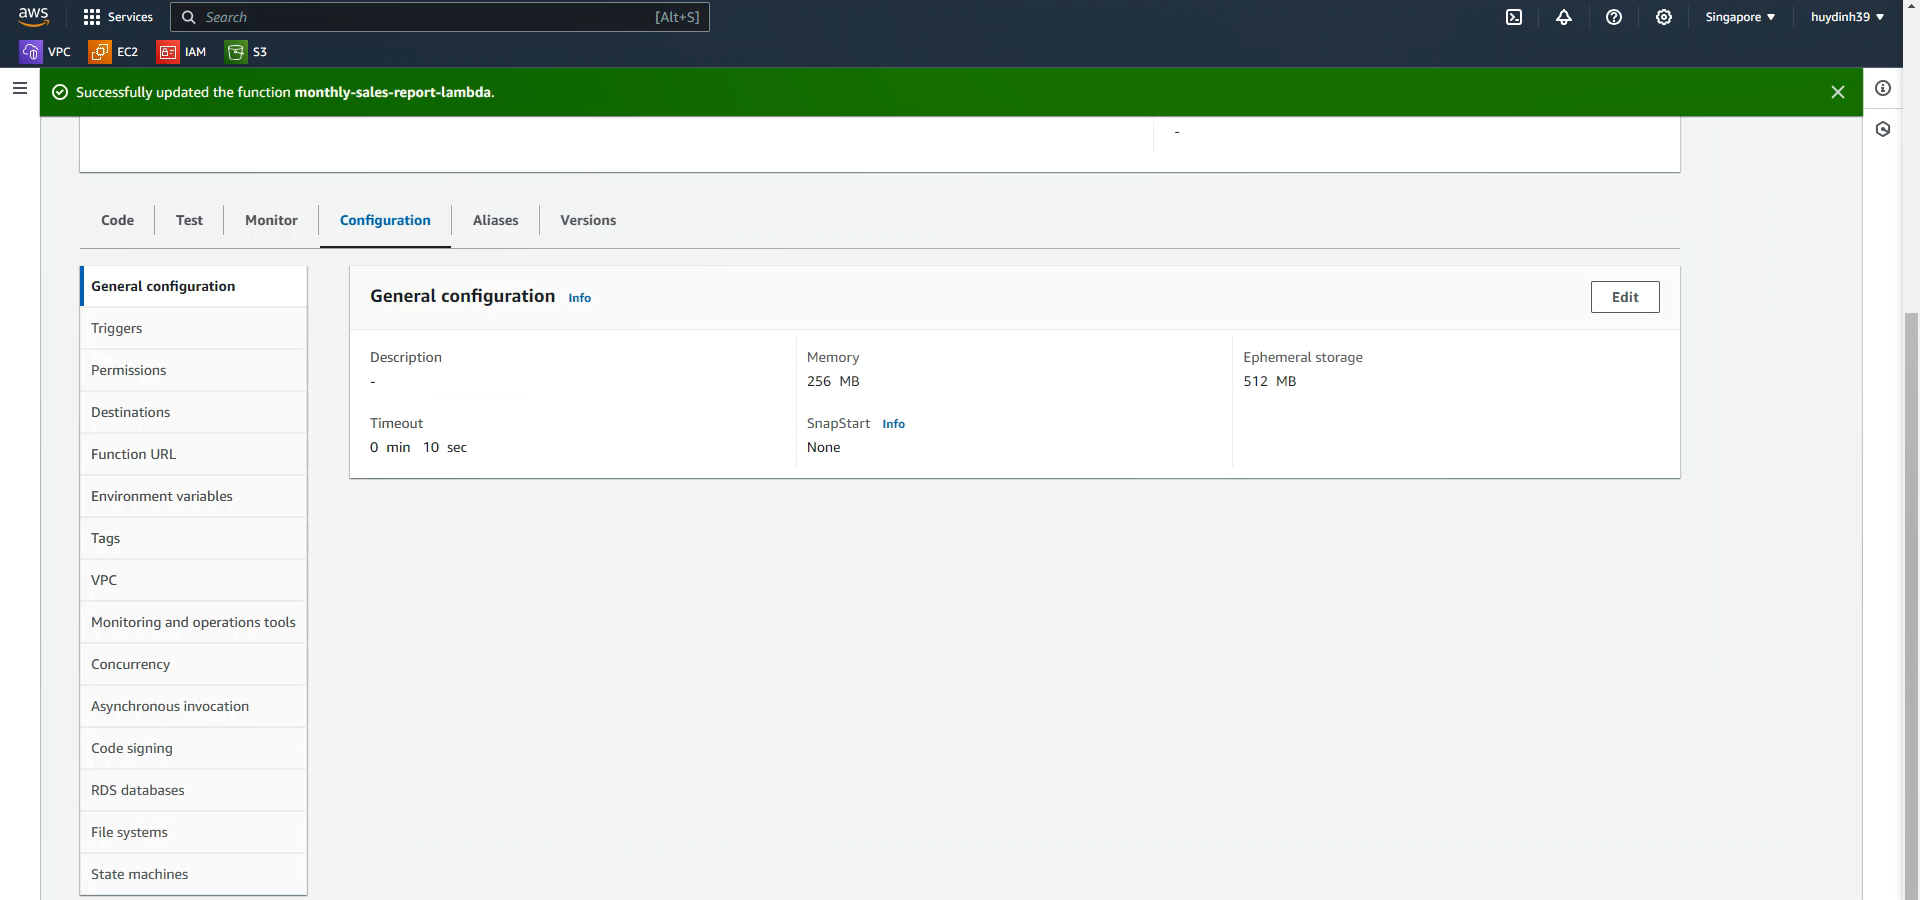 aws Services Search [Alt+S] Singapore huydinh39
VPC EC2 IAM S3
Successfully updated the function monthly-sales-report-lambda.
-
Code Test Monitor Configuration Aliases Versions
General configuration
Triggers
Permissions
Destinations
Function URL
Environment variables
Tags
VPC
Monitoring and operations tools
Concurrency
Asynchronous invocation
Code signing
RDS databases
File systems
State machines
General configuration Info Edit
Description Memory Ephemeral storage
- 256 MB 512 MB
Timeout SnapStart Info
0 min 10 sec None